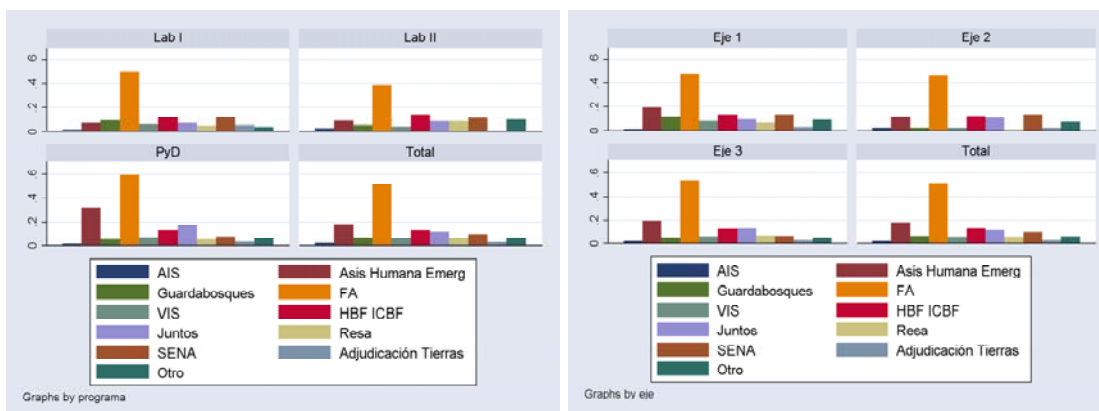 Lab I Lab II
.6
.4
.2
0
PyD Total
.6
.4
.2
0
AIS Asis Humana Emerg
Guardabosques FA
VIS HBF ICBF
Juntos Resa
SENA Adjudicación Tierras
Otro
Graphs by programa
Eje 1 Eje 2
.6
.4
.2
0
Eje 3 Total
.6
.4
.2
0
AIS Asis Humana Emerg
Guardabosques FA
VIS HBF ICBF
Juntos Resa
SENA Adjudicación Tierras
Otro
Graphs by eje